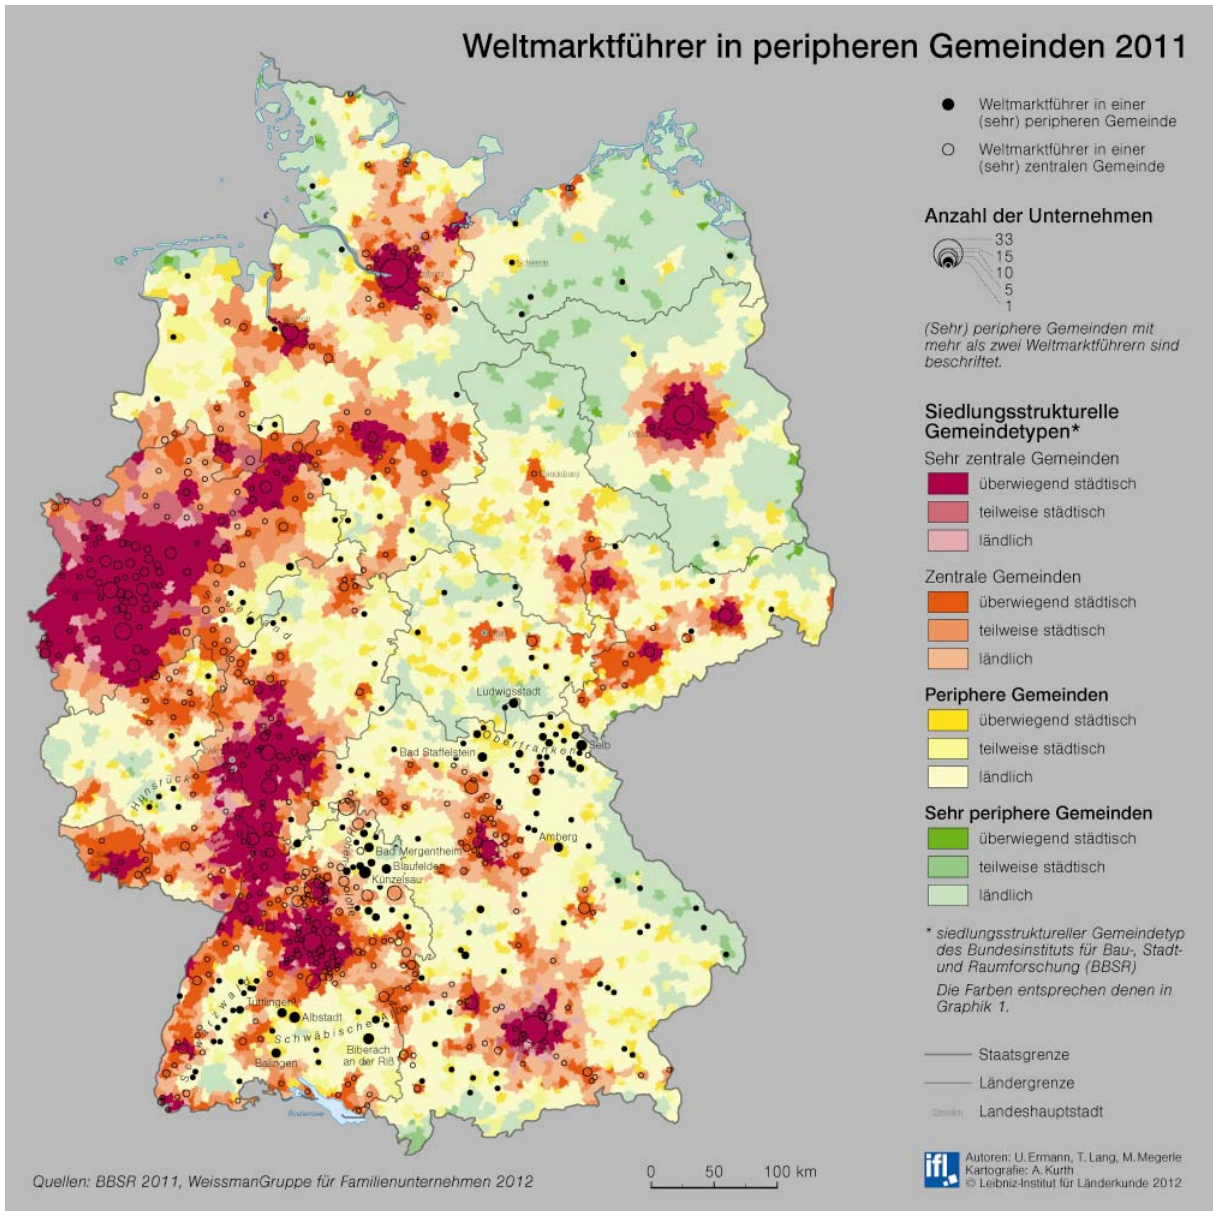 Weltmarktführer in peripheren Gemeinden 2011
Weltmarktführer in einer
(sehr) peripheren Gemeinde
Weltmarktführer in einer
(sehr) zentralen Gemeinde
Anzahl der Unternehmen
33
15
10
5
1
(Sehr) periphere Gemeinden mit
mehr als zwei Weltmarktführern sind
beschriftet.
Siedlungsstrukturelle
Gemeindetypen*
Sehr zentrale Gemeinden
überwiegend städtisch
teilweise städtisch
ländlich
Zentrale Gemeinden
überwiegend städtisch
teilweise städtisch
ländlich
Periphere Gemeinden
überwiegend städtisch
teilweise städtisch
ländlich
Sehr periphere Gemeinden
überwiegend städtisch
teilweise städtisch
ländlich
* siedlungsstruktureller Gemeindetyp
des Bundesinstituts für Bau-, Stadt-
und Raumforschung (BBSR)
Die Farben entsprechen denen in
Graphik 1.
Staatsgrenze
Ländergrenze
Dresden Landeshauptstadt
Schwerin
Magdeburg
Sauerland
Ludwigsstadt
Oberfranken
Selb
Bad Staffelstein
Hunsrück
Amberg
Bad Mergentheim
Blaufelden
Künzelsau
Hohenlohe
Schwarzwald
Tuttlingen
Albstadt
Schwäbische Alb
Balingen
Biberach
an der Riß
Bodensee
Quellen: BBSR 2011, WeissmanGruppe für Familienunternehmen 2012
0 50 100 km
ifl
Autoren: U. Ermann, T. Lang, M. Megerle
Kartografie: A. Kurth
© Leibniz-Institut für Länderkunde 2012